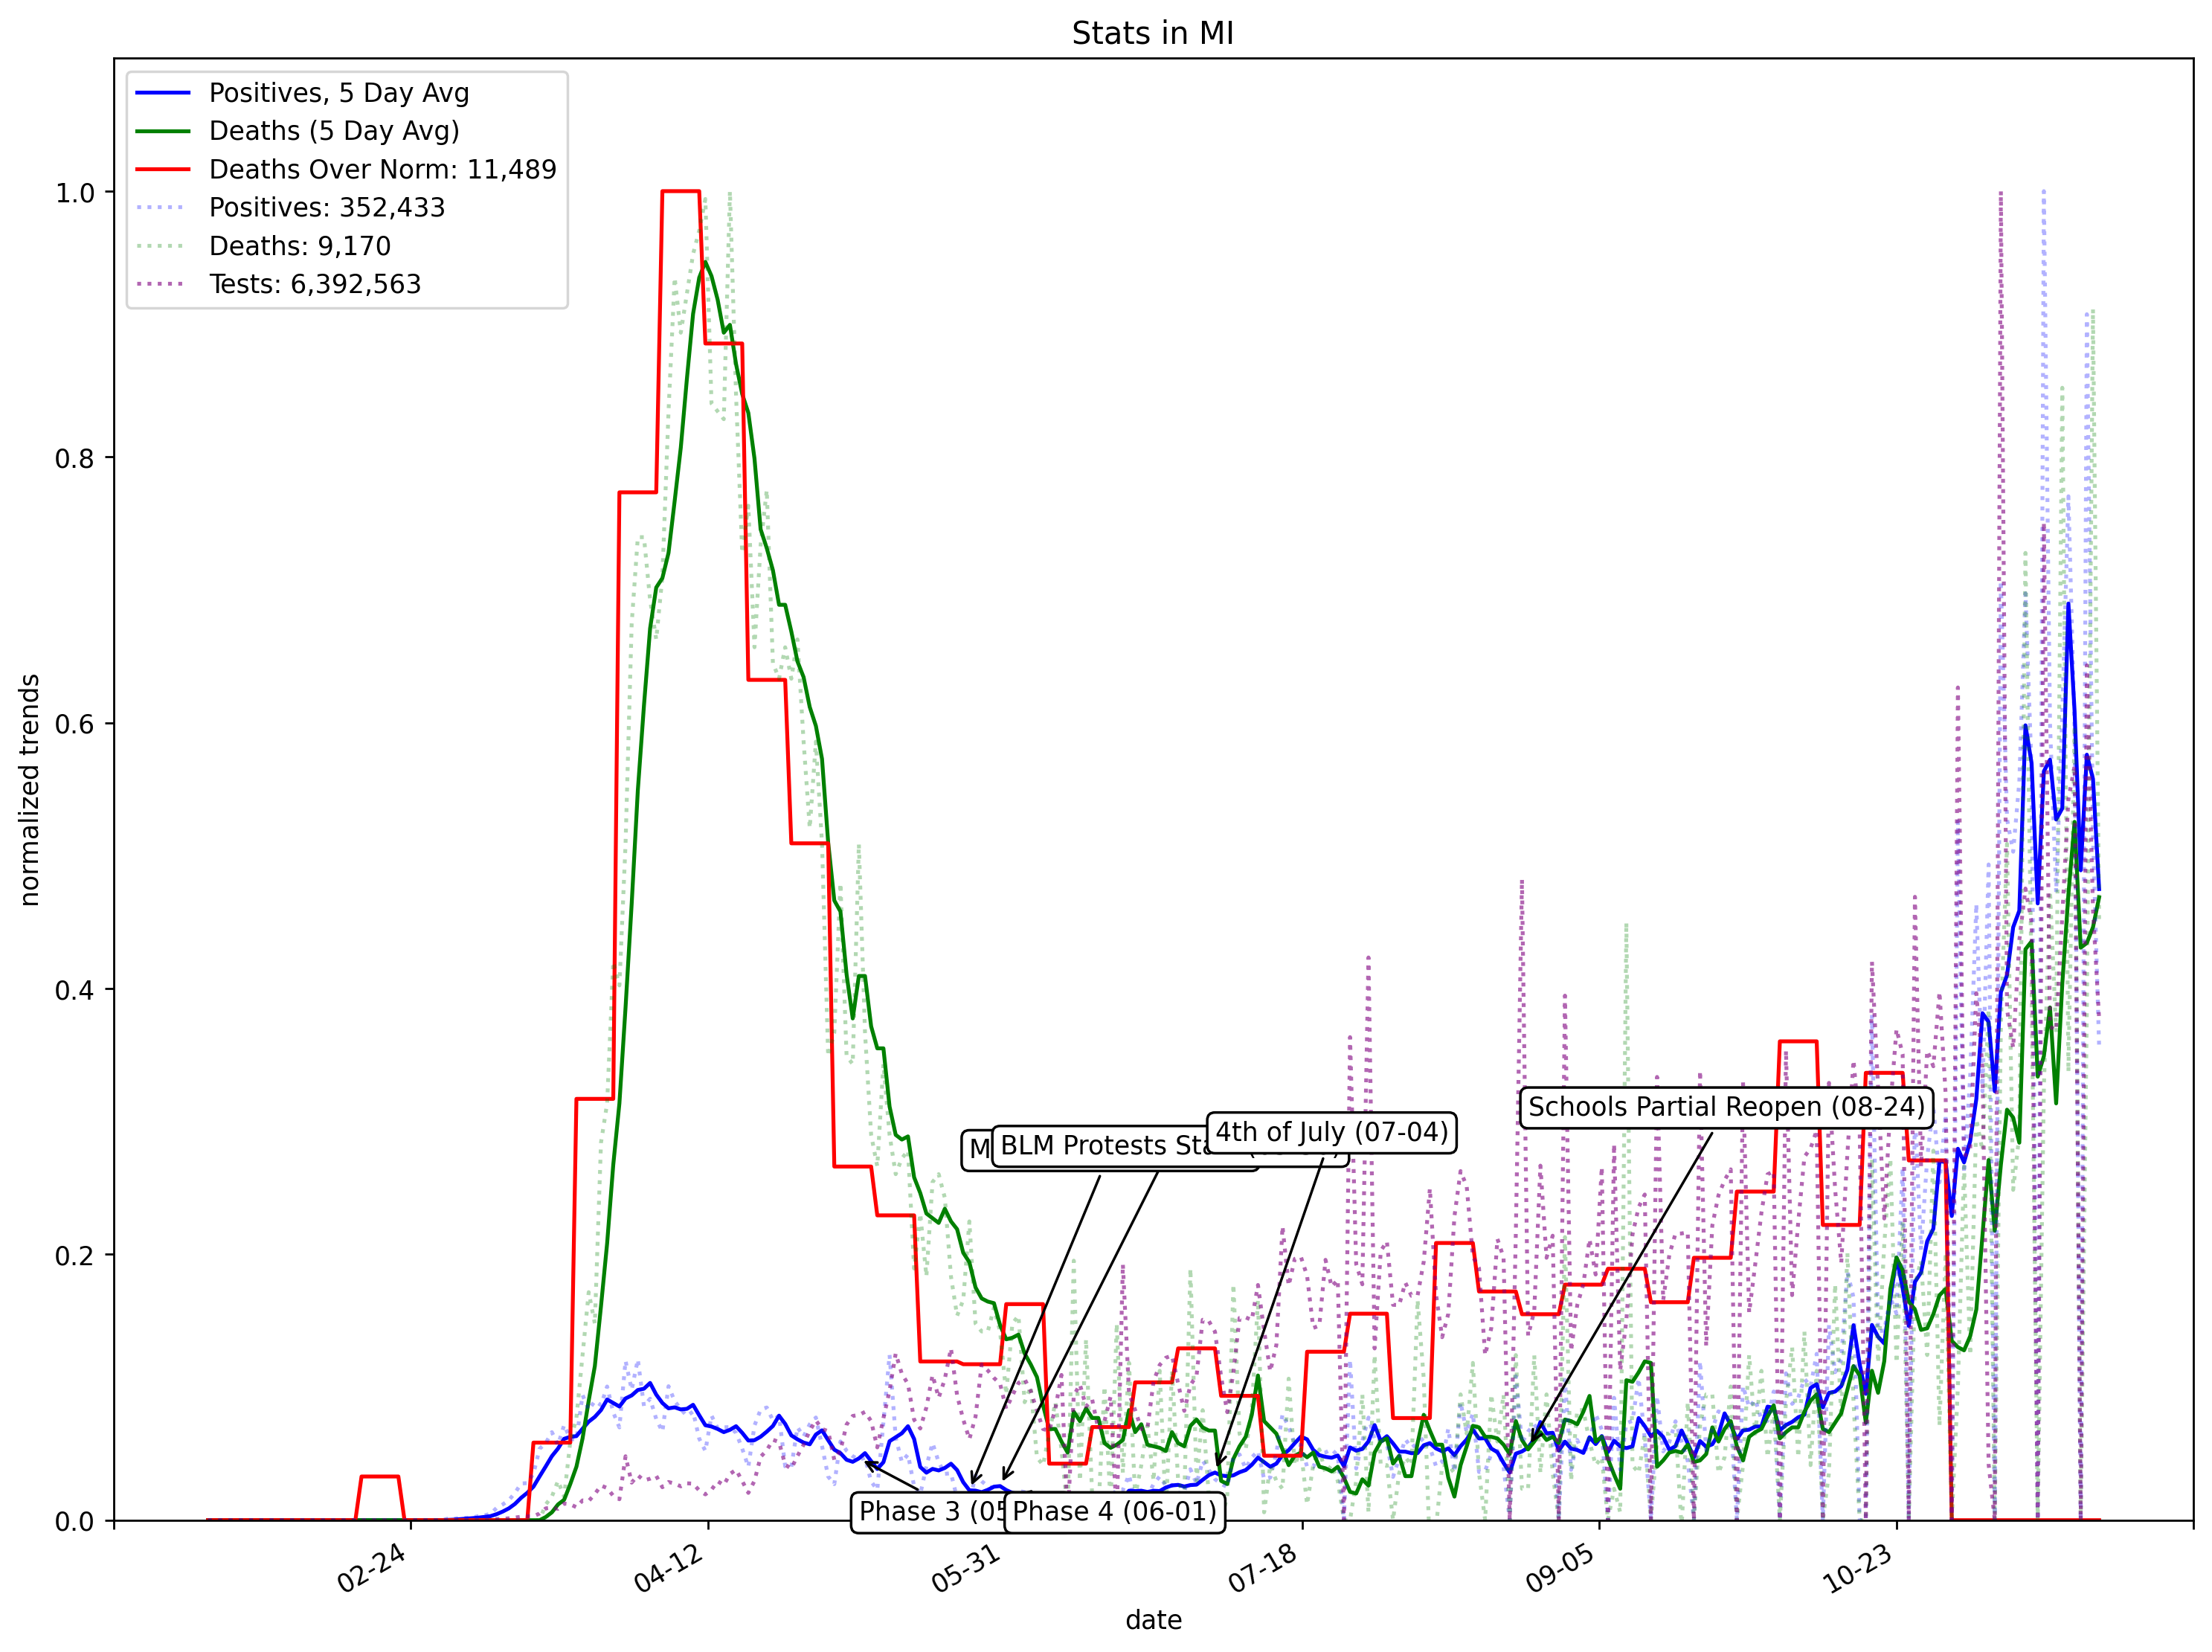 Stats in MI
Positives, 5 Day Avg
Deaths (5 Day Avg)
Deaths Over Norm: 11,489
Positives: 352,433
Deaths: 9,170
Tests: 6,392,563
normalized trends
1.0
0.8
0.6
0.4
0.2
0.0
Schools Partial Reopen (08-24)
4th of July (07-04)
BLM Protests
Phase 3 (05
Phase 4 (06-01)
02-24
04-12
05-31
07-18
09-05
10-23
date